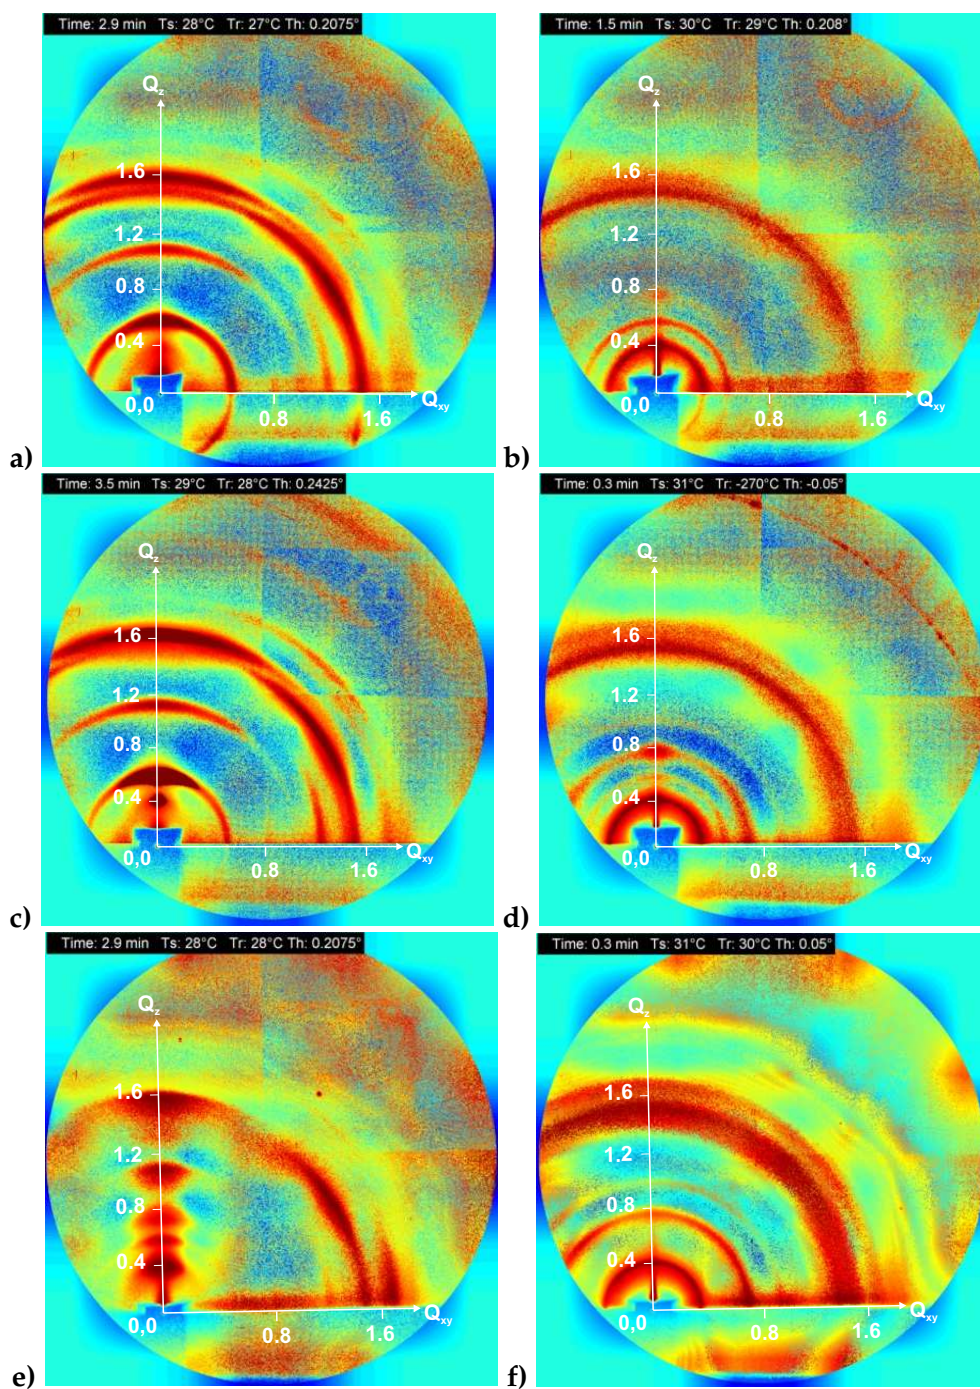 Time: 2.9 min Ts: 28°C Tr: 27°C Th: 0.2075°
Qz
1.6
1.2
0.8
0.4
0,0
0.8
1.6
Qxy
a)
Time: 1.5 min Ts: 30°C Tr: 29°C Th: 0.208°
Qz
1.6
1.2
0.8
0.4
0,0
0.8
1.6
Qxy
b)
Time: 3.5 min Ts: 29°C Tr: 28°C Th: 0.2425°
Qz
1.6
1.2
0.8
0.4
0,0
0.8
1.6
Qxy
c)
Time: 0.3 min Ts: 31°C Tr: -270°C Th: -0.05°
Qz
1.6
1.2
0.8
0.4
0,0
0.8
1.6
Qxy
d)
Time: 2.9 min Ts: 28°C Tr: 28°C Th: 0.2075°
Qz
1.6
1.2
0.8
0.4
0,0
0.8
1.6
Qxy
e)
Time: 0.3 min Ts: 31°C Tr: 30°C Th: 0.05°
Qz
1.6
1.2
0.8
0.4
0,0
0.8
1.6
Qxy
f)